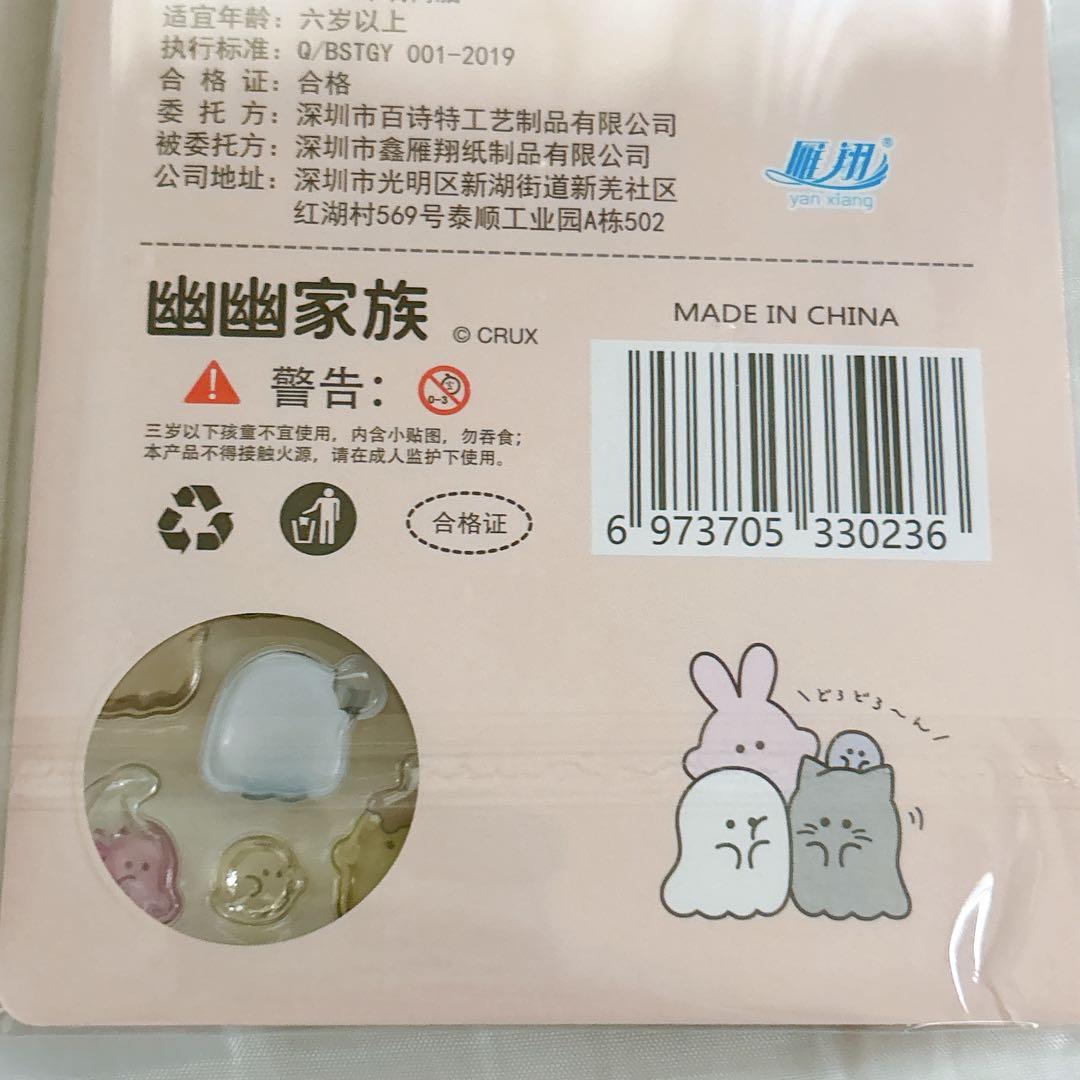 适宜年龄：六岁以上
执行标准：Q/BSTGY 001-2019
合 格 证：合格
委 托 方：深圳市百诗特工艺制品有限公司
被委托方：深圳市鑫雁翔纸制品有限公司
公司地址：深圳市光明区新湖街道新羌社区
红湖村569号泰顺工业园A栋502
雁翔®
yan xiang
幽幽家族 © CRUX
MADE IN CHINA
警告：
0-3
三岁以下孩童不宜使用，内含小贴图，勿吞食；
本产品不得接触火源，请在成人监护下使用。
合格证
6 973705 330236
どろどろ～ん